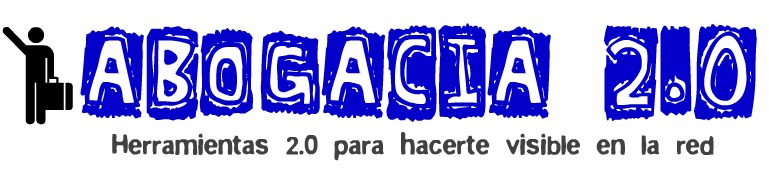 ABOGACIA 2.0
Herramientas 2.0 para hacerte visible en la red